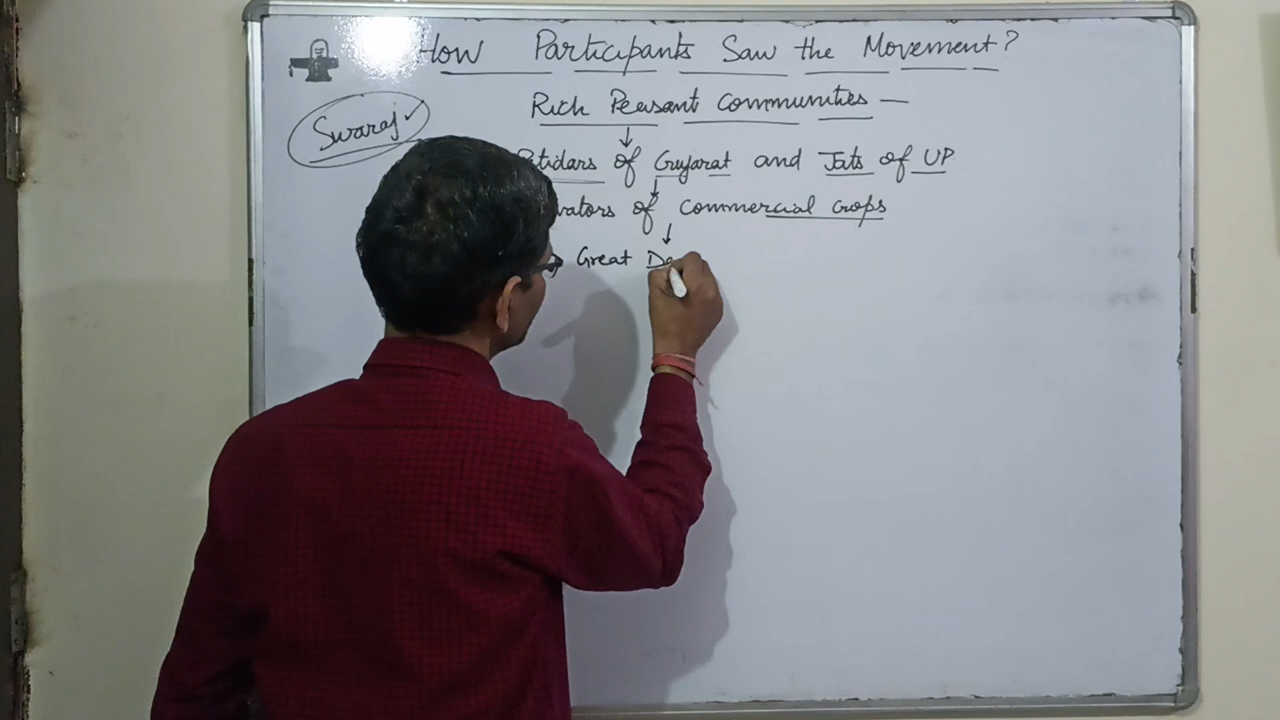 How Participants Saw the Movement?
Rich Peasant Communities —
Swaraj ✓
Patidars of Gujarat and Jats of UP
vators of commercial crops
Great De